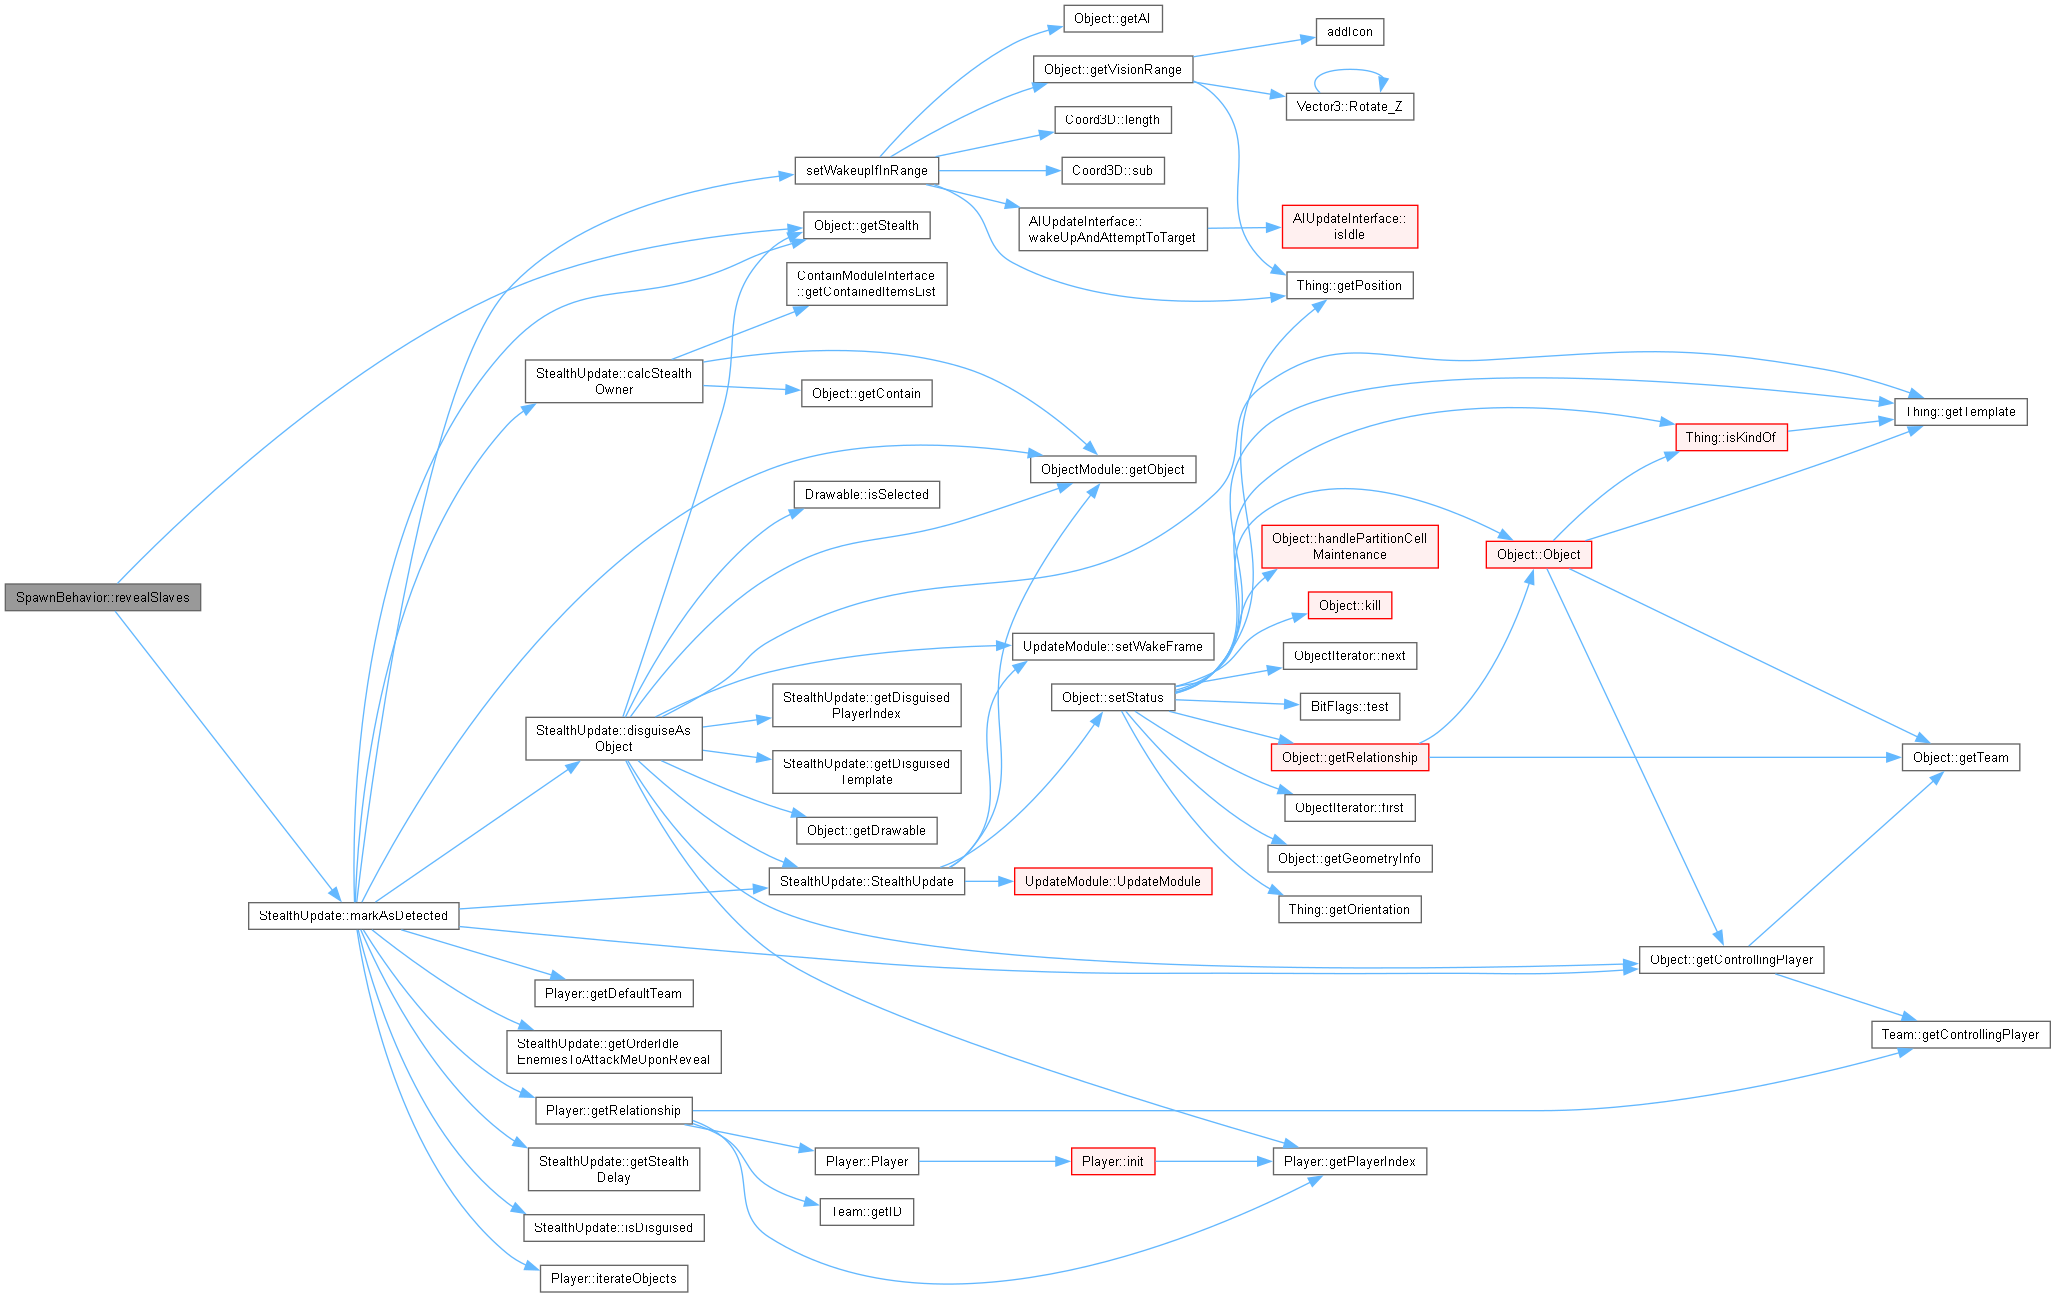 Object::getAI
addIcon
Object::getVisionRange
Vector3::Rotate_Z
Coord3D::length
setWakeupIfInRange
Coord3D::sub
Object::getStealth
AIUpdateInterface::
wakeUpAndAttemptToTarget
AIUpdateInterface::
isIdle
ContainModuleInterface
::getContainedItemsList
Thing::getPosition
StealthUpdate::calcStealth
Owner
Object::getContain
Thing::getTemplate
Thing::isKindOf
ObjectModule::getObject
Drawable::isSelected
Object::handlePartitionCell
Maintenance
Object::Object
SpawnBehavior::revealSlaves
Object::kill
UpdateModule::setWakeFrame
ObjectIterator::next
StealthUpdate::getDisguised
PlayerIndex
Object::setStatus
BitFlags::test
StealthUpdate::disguiseAs
Object
StealthUpdate::getDisguised
Template
Object::getRelationship
Object::getTeam
ObjectIterator::first
Object::getDrawable
Object::getGeometryInfo
StealthUpdate::StealthUpdate
UpdateModule::UpdateModule
Thing::getOrientation
StealthUpdate::markAsDetected
Object::getControllingPlayer
Player::getDefaultTeam
Team::getControllingPlayer
StealthUpdate::getOrderIdle
EnemiesToAttackMeUponReveal
Player::getRelationship
StealthUpdate::getStealth
Delay
Player::Player
Player::init
Player::getPlayerIndex
Team::getID
StealthUpdate::isDisguised
Player::iterateObjects